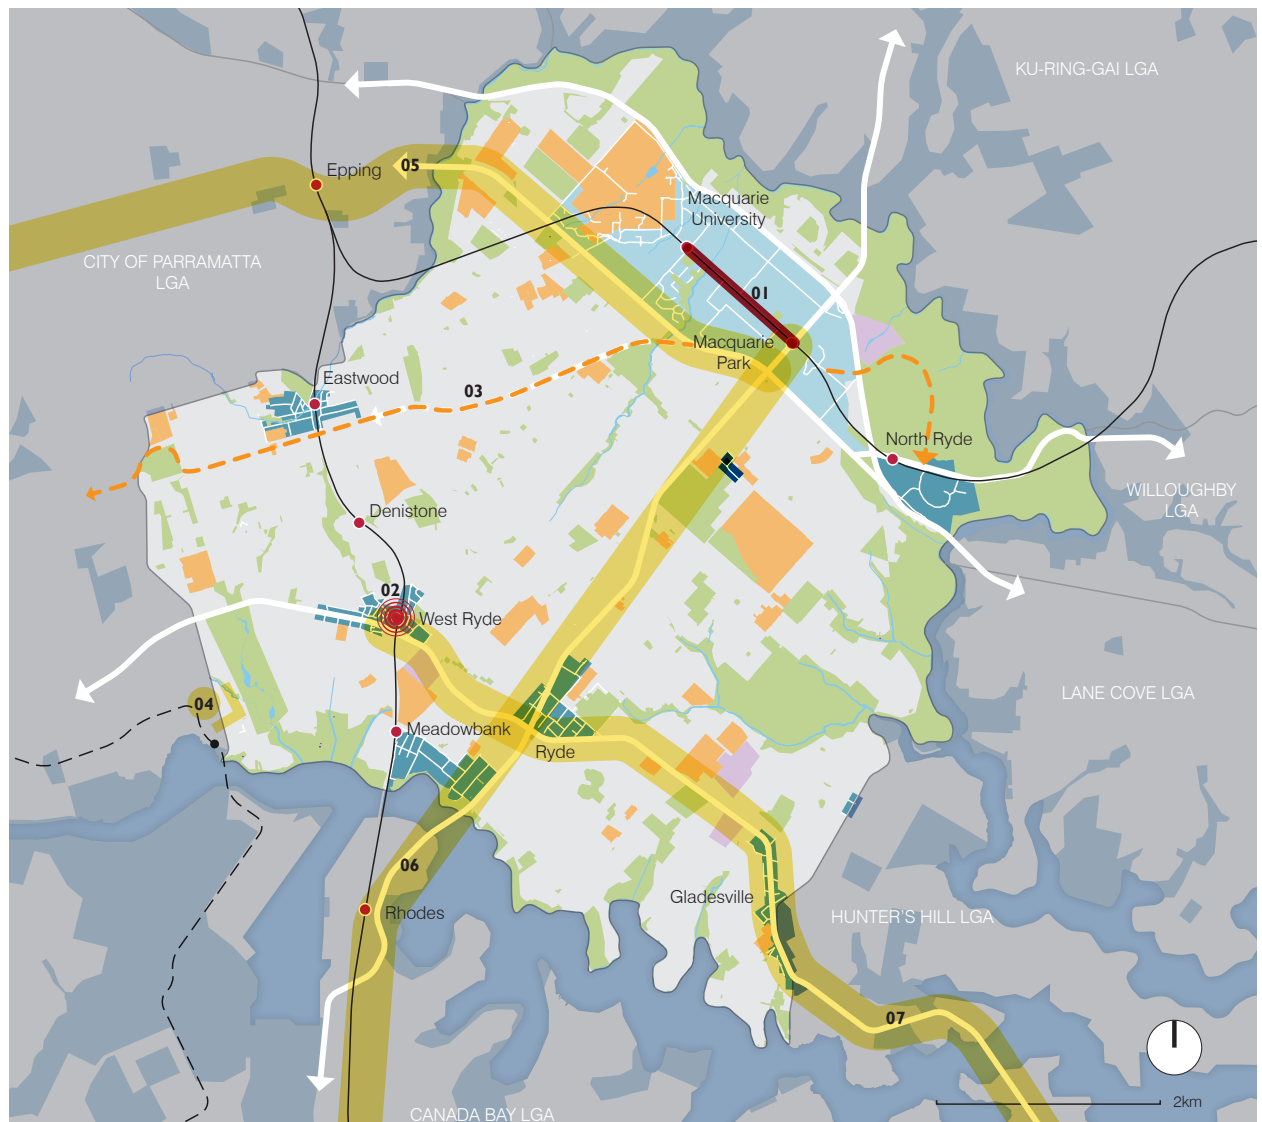 KU-RING-GAI LGA
05
Epping
Macquarie
University
CITY OF PARRAMATTA
LGA
01
Macquarie
Park
Eastwood
03
North Ryde
WILLOUGHBY
LGA
Denistone
02
West Ryde
LANE COVE LGA
04
Meadowbank
Ryde
06
Gladesville
Rhodes
HUNTER'S HILL LGA
07
2km
CANADA BAY LGA